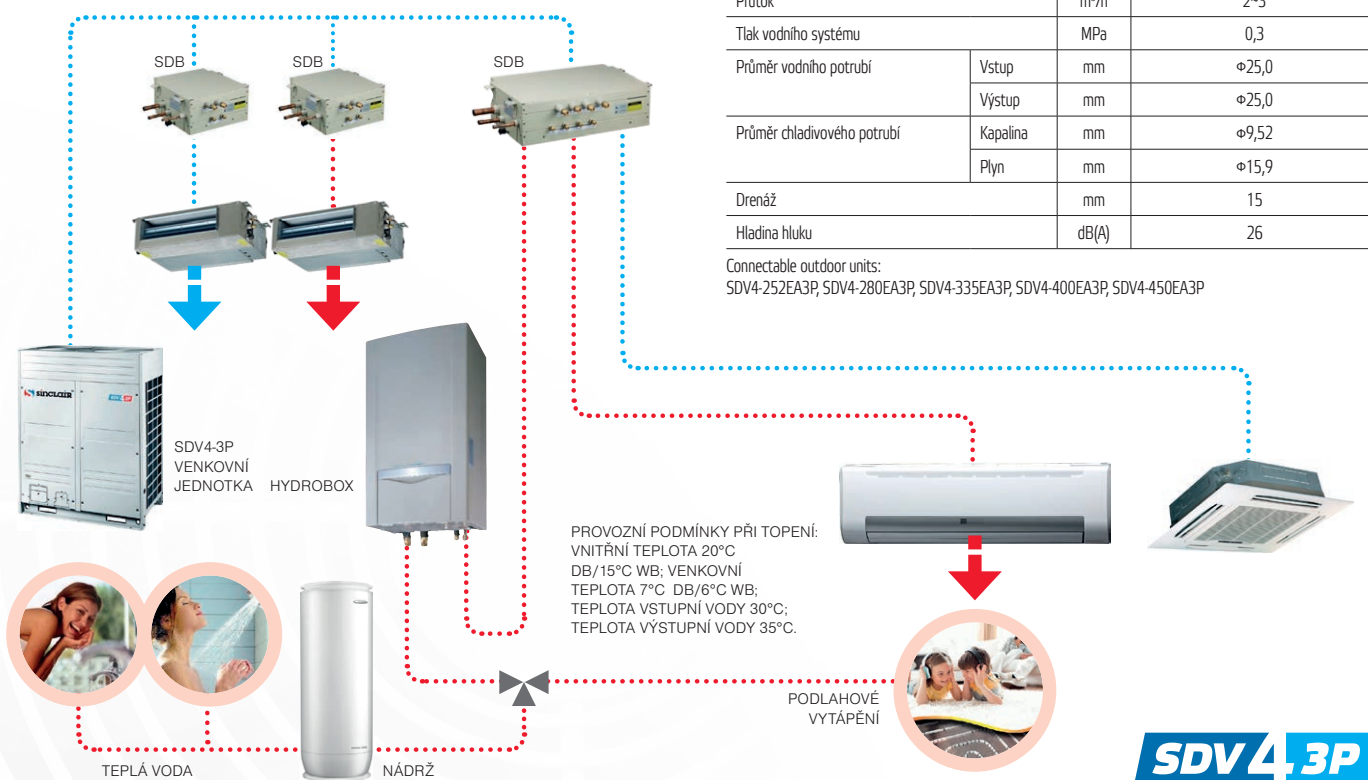 Průtok m³/h 2~3
Tlak vodního systému MPa 0,3
Průměr vodního potrubí Vstup mm Φ25,0
Výstup mm Φ25,0
Průměr chladivového potrubí Kapalina mm Φ9,52
Plyn mm Φ15,9
Drenáž mm 15
Hladina hluku dB(A) 26
Connectable outdoor units:
SDV4-252EA3P, SDV4-280EA3P, SDV4-335EA3P, SDV4-400EA3P, SDV4-450EA3P
SDB
SDB
SDB
SINCLAIR
SDV4 3P
SDV4-3P
VENKOVNÍ
JEDNOTKA
HYDROBOX
PROVOZNÍ PODMÍNKY PŘI TOPENÍ:
VNITŘNÍ TEPLOTA 20°C
DB/15°C WB; VENKOVNÍ
TEPLOTA 7°C DB/6°C WB;
TEPLOTA VSTUPNÍ VODY 30°C;
TEPLOTA VÝSTUPNÍ VODY 35°C.
PODLAHOVÉ
VYTÁPĚNÍ
TEPLÁ VODA
NÁDRŽ
SDV4 3P